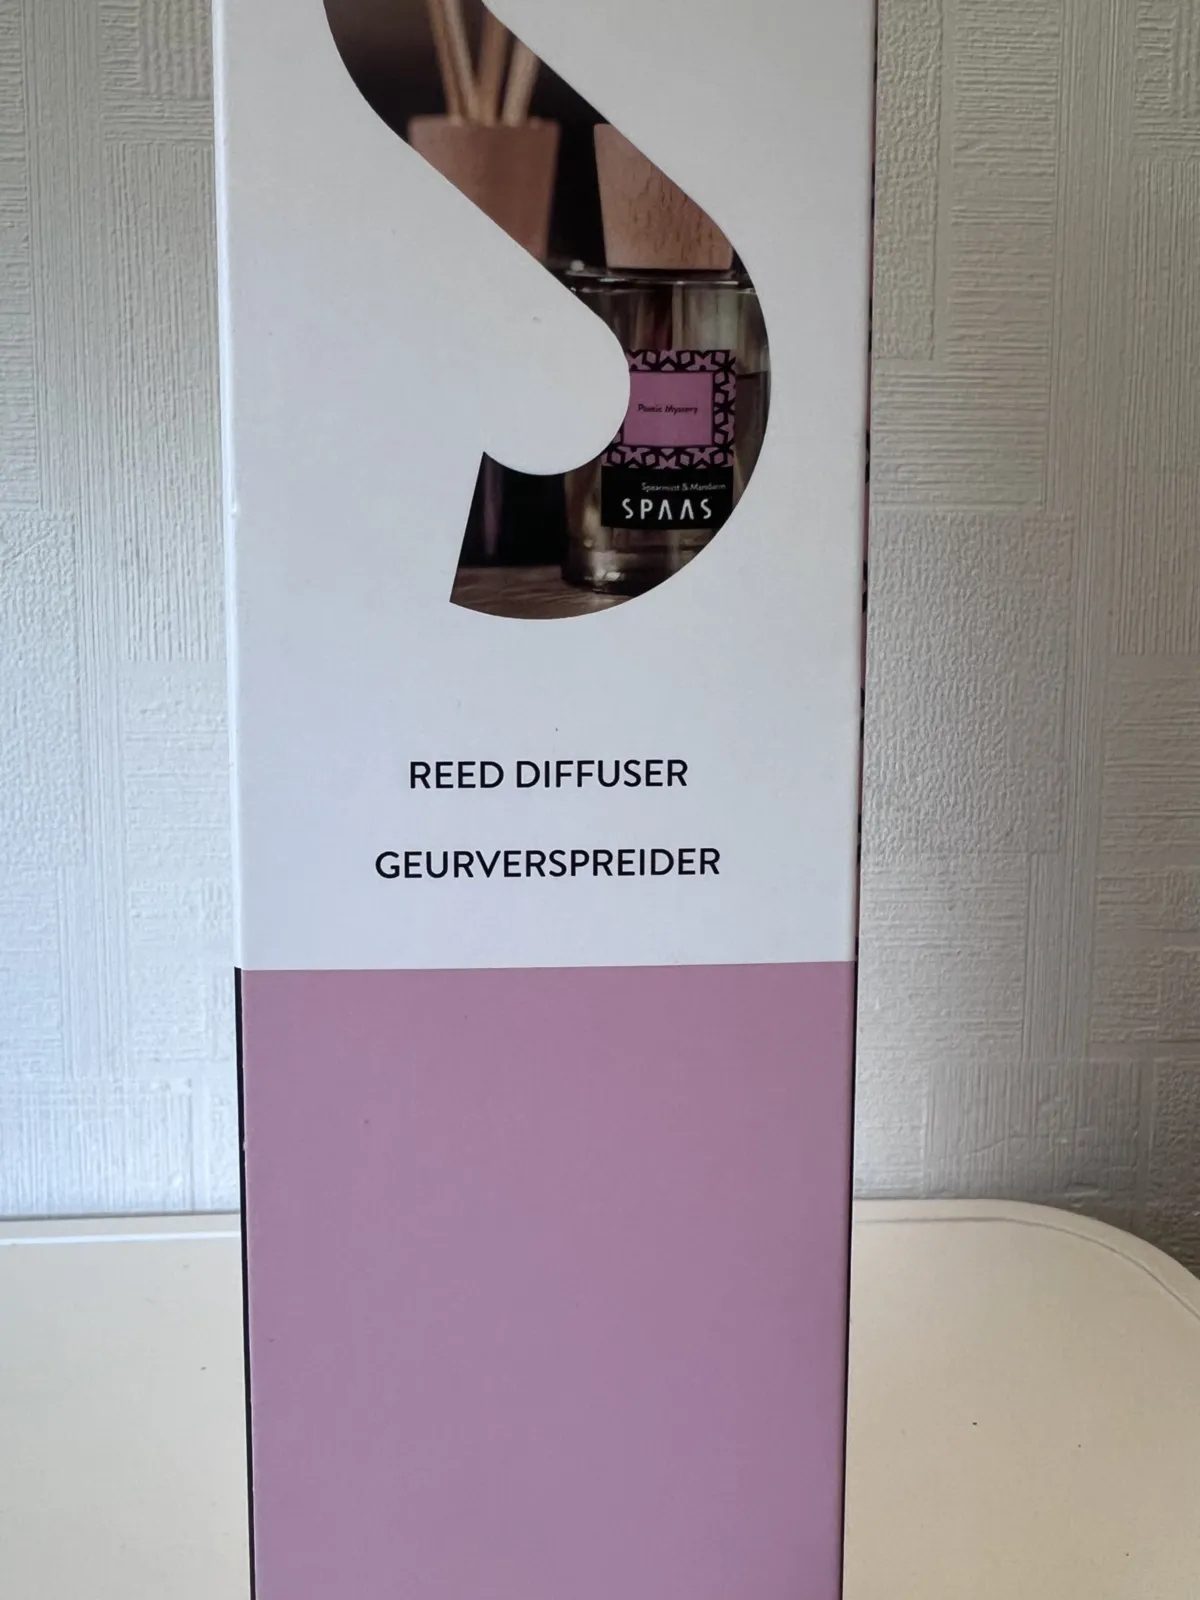 Poetic Mystery
Spearmint & Mandarin
SPAAS
REED DIFFUSER
GEURVERSPREIDER